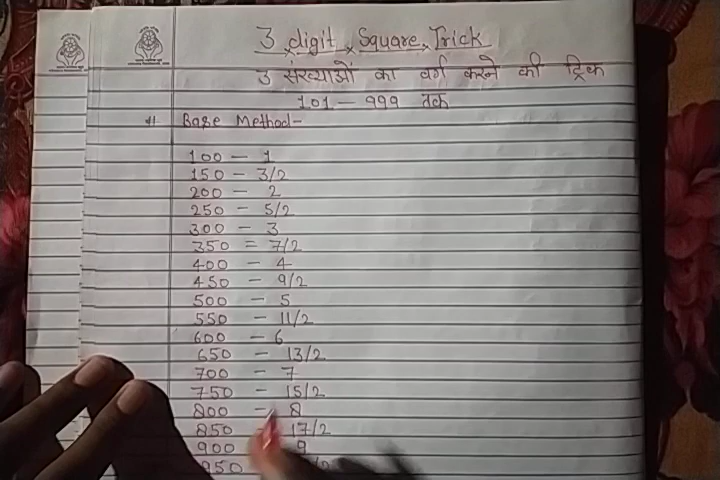 3 digit Square Trick
3 संख्याओं का वर्ग करने की ट्रिक
101 - 999 तक
# Base Method -
100 - 1
150 - 3/2
200 - 2
250 - 5/2
300 - 3
350 = 7/2
400 - 4
450 - 9/2
500 - 5
550 - 11/2
600 - 6
650 - 13/2
700 - 7
750 - 15/2
800 - 8
850 - 17/2
900 9
950